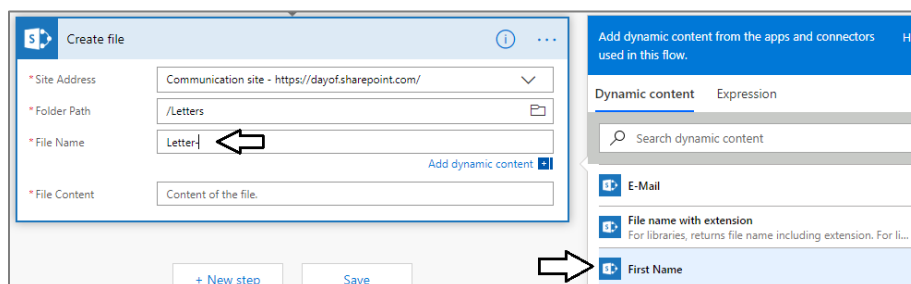 Create file
*Site Address
Communication site - https://dayof.sharepoint.com/
*Folder Path
/Letters
*File Name
Letter-
Add dynamic content
*File Content
Content of the file.
+ New step
Save
Add dynamic content from the apps and connectors
used in this flow.
H
Dynamic content
Expression
Search dynamic content
E-Mail
File name with extension
For libraries, returns file name including extension. For li...
First Name